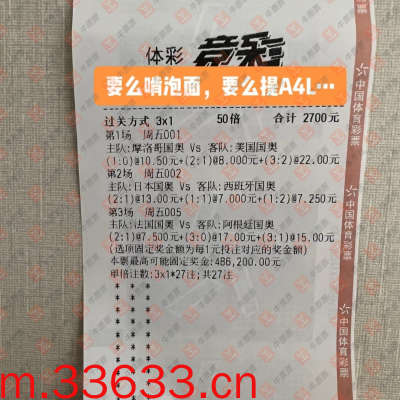 体彩 竞彩
要么啃泡面，要么提A4L…
过关方式 3x1 50倍 合计 2700元
第1场 周五001
主队:摩洛哥国奥 Vs 客队:美国国奥
(1:0)@10.50元+(2:1)@8.000元+(3:2)@22.00元
第2场 周五002
主队:日本国奥 Vs 客队:西班牙国奥
(2:1)@13.00元+(1:1)@7.000元+(1:2)@7.250元
第3场 周五005
主队:法国国奥 Vs 客队:阿根廷国奥
(2:1)@7.500元+(3:0)@17.00元+(3:1)@15.00元
(选项固定奖金额为每1元投注对应的奖金额)
本票最高可能固定奖金:486,200.00元
单倍注数:3x1*27注;共27注
* * *
* * *
* * *
* * *
* * *
* * *
* * *
* * *
中国体育彩票
中国体育彩票
中国体育彩票
m.33633.cn